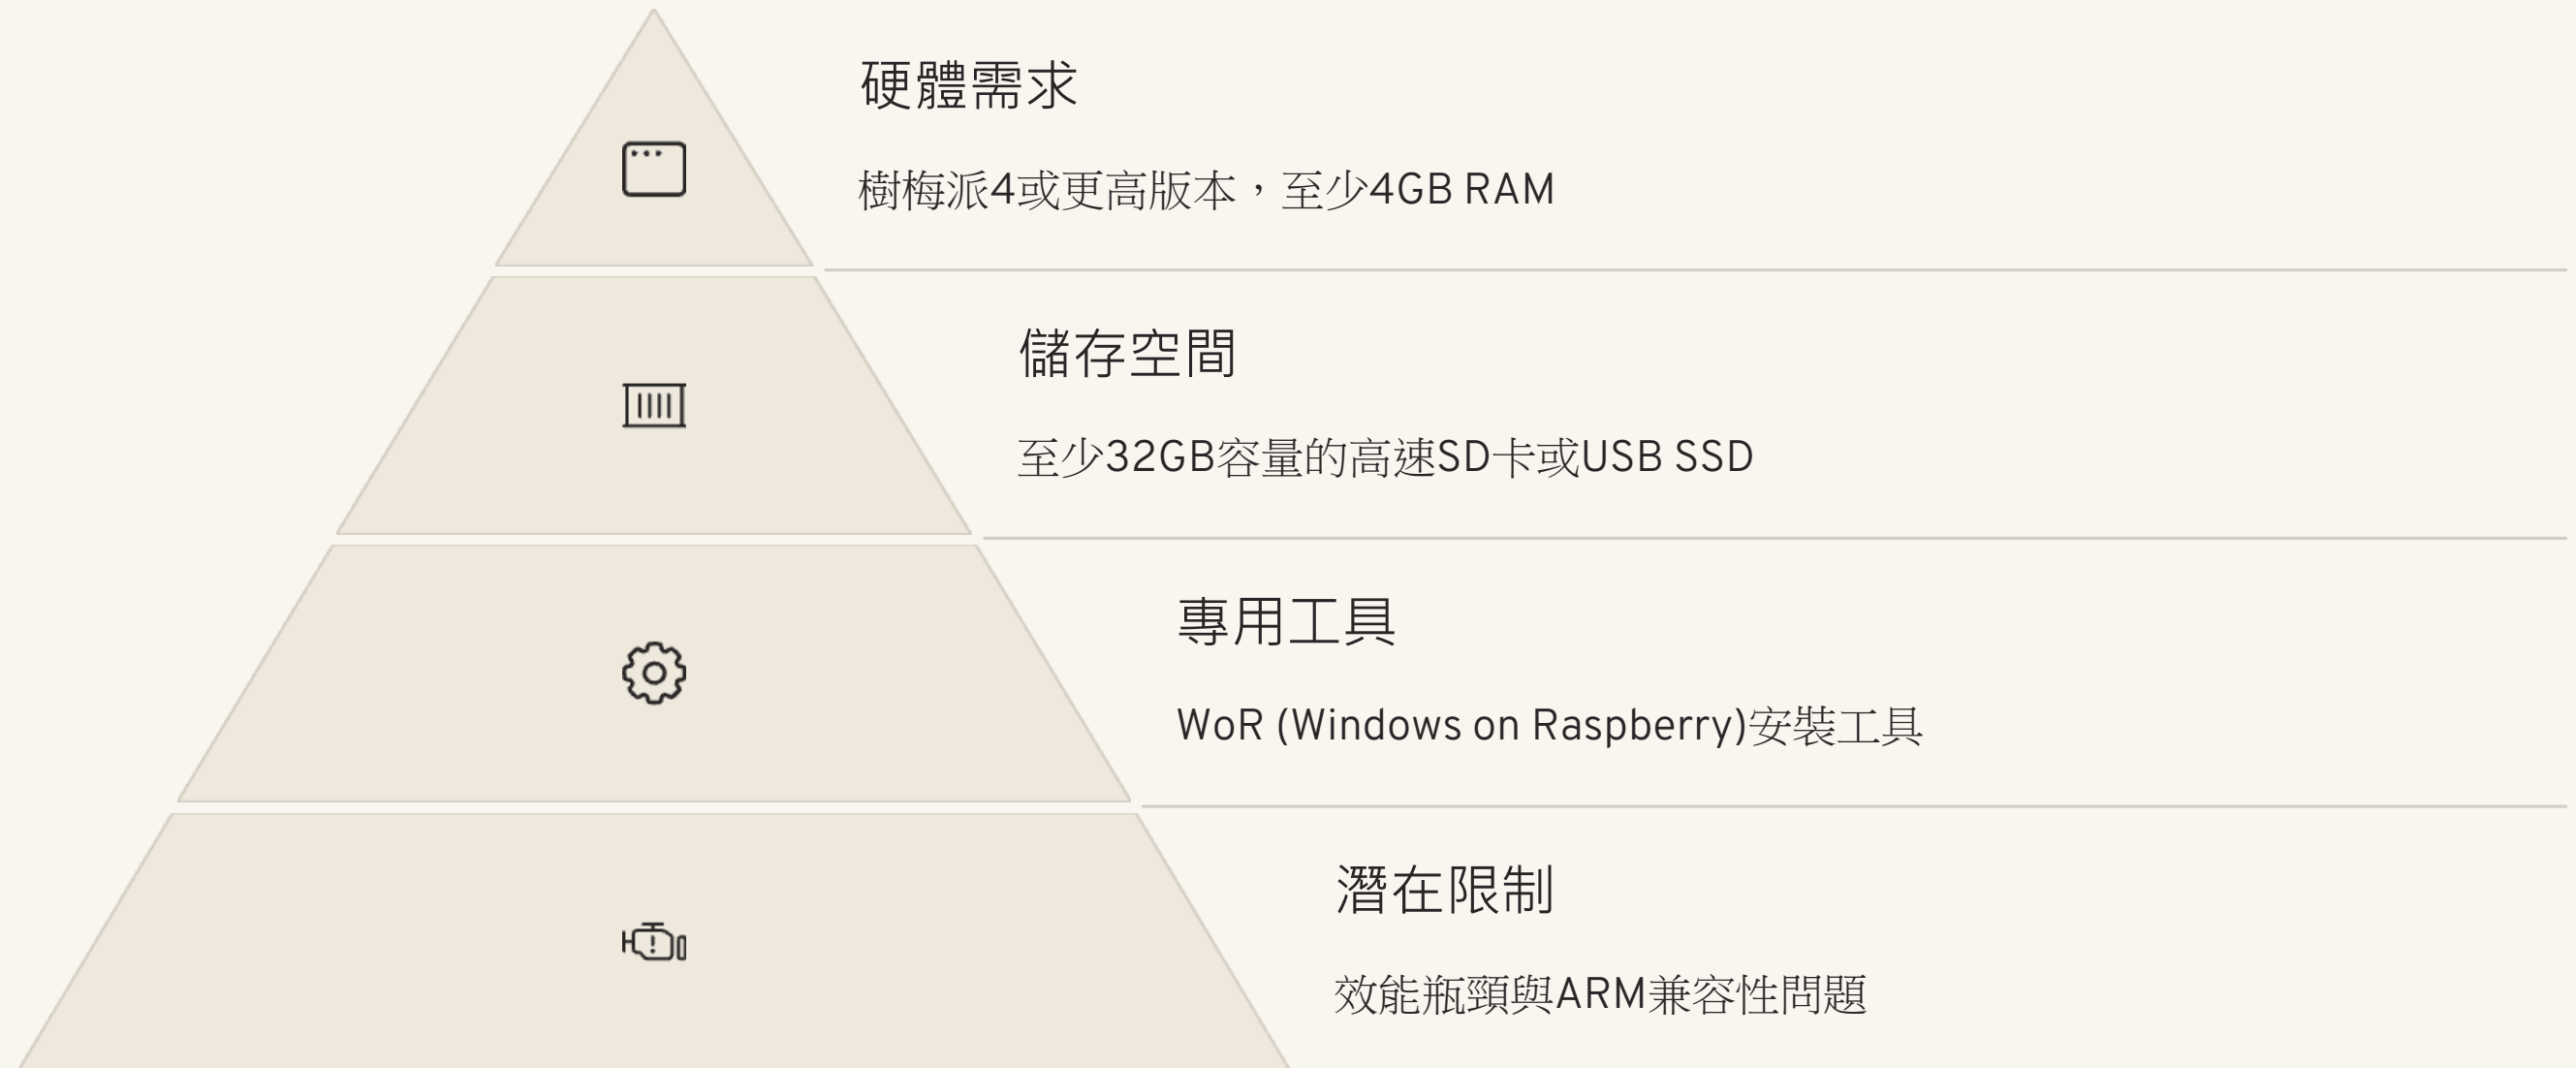 硬體需求
樹梅派4或更高版本，至少4GB RAM
儲存空間
至少32GB容量的高速SD卡或USB SSD
專用工具
WoR (Windows on Raspberry)安裝工具
潛在限制
效能瓶頸與ARM兼容性問題